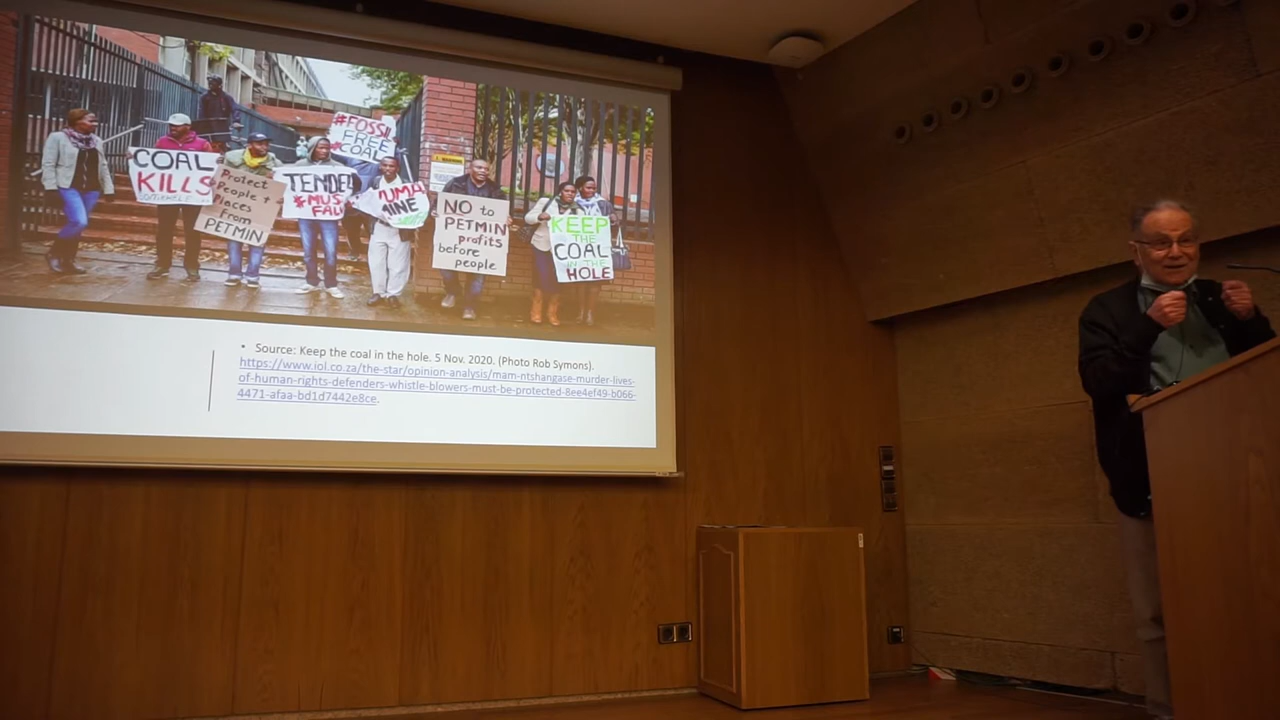 #FOSSIL
FREE
COAL
COAL
KILLS
Protect
People +
Places
From
PETMIN
TENDELE
#MUST
FALL
MINE
NO to
PETMIN
profits
before
people
KEEP
THE
COAL
IN THE
HOLE
• Source: Keep the coal in the hole. 5 Nov. 2020. (Photo Rob Symons).
https://www.iol.co.za/the-star/opinion-analysis/mam-ntshangase-murder-lives-
of-human-rights-defenders-whistle-blowers-must-be-protected-8ee4ef49-b066-
4471-afaa-bd1d7442e8ce.